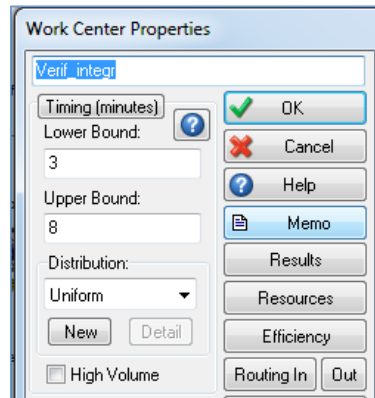 Work Center Properties
Verif_integr
Timing (minutes)
Lower Bound:
3
Upper Bound:
8
Distribution:
Uniform
New
Detail
High Volume
OK
Cancel
Help
Memo
Results
Resources
Efficiency
Routing In
Out